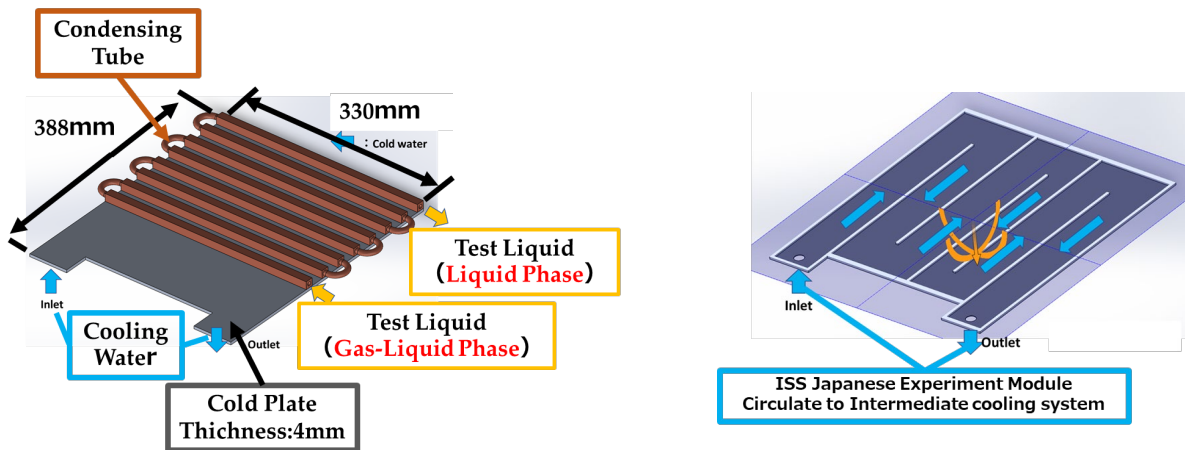 Condensing
Tube
388mm
330mm
: Cold water
Test Liquid
(Liquid Phase)
Test Liquid
(Gas-Liquid Phase)
Inlet
Cooling
Water
Outlet
Cold Plate
Thichness:4mm
Inlet
Outlet
ISS Japanese Experiment Module
Circulate to Intermediate cooling system